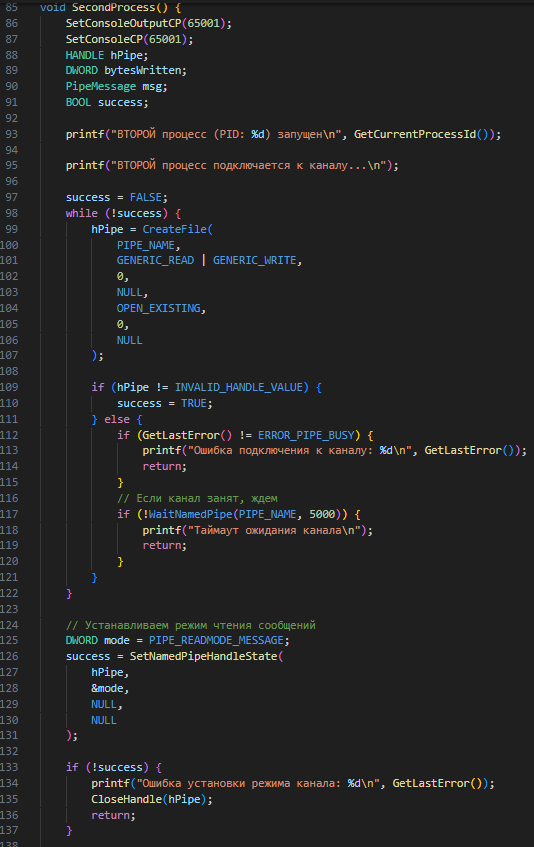 85 void SecondProcess() {
86     SetConsoleOutputCP(65001);
87     SetConsoleCP(65001);
88     HANDLE hPipe;
89     DWORD bytesWritten;
90     PipeMessage msg;
91     BOOL success;
92
93     printf("ВТОРОЙ процесс (PID: %d) запущен\n", GetCurrentProcessId());
94
95     printf("ВТОРОЙ процесс подключается к каналу...\n");
96
97     success = FALSE;
98     while (!success) {
99         hPipe = CreateFile(
100             PIPE_NAME,
101             GENERIC_READ | GENERIC_WRITE,
102             0,
103             NULL,
104             OPEN_EXISTING,
105             0,
106             NULL
107         );
108
109         if (hPipe != INVALID_HANDLE_VALUE) {
110             success = TRUE;
111         } else {
112             if (GetLastError() != ERROR_PIPE_BUSY) {
113                 printf("Ошибка подключения к каналу: %d\n", GetLastError());
114                 return;
115             }
116             // Если канал занят, ждем
117             if (!WaitNamedPipe(PIPE_NAME, 5000)) {
118                 printf("Таймаут ожидания канала\n");
119                 return;
120             }
121         }
122     }
123
124     // Устанавливаем режим чтения сообщений
125     DWORD mode = PIPE_READMODE_MESSAGE;
126     success = SetNamedPipeHandleState(
127         hPipe,
128         &mode,
129         NULL,
130         NULL
131     );
132
133     if (!success) {
134         printf("Ошибка установки режима канала: %d\n", GetLastError());
135         CloseHandle(hPipe);
136         return;
137     }
138